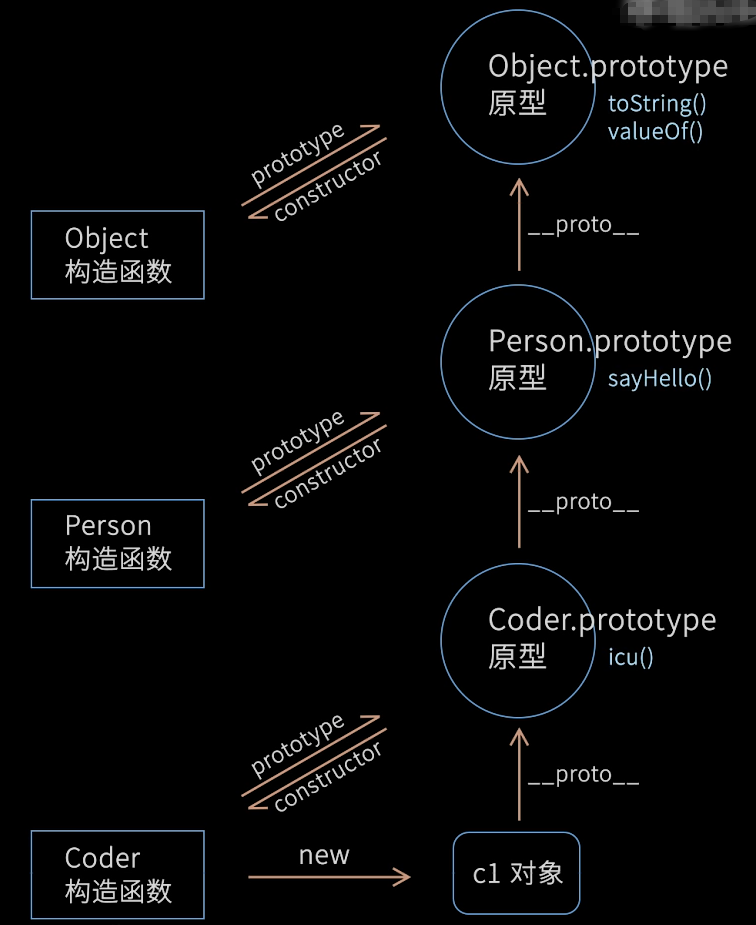 Object.prototype
原型
toString()
valueOf()
prototype
constructor
Object
构造函数
__proto__
Person.prototype
原型
sayHello()
prototype
constructor
Person
构造函数
__proto__
Coder.prototype
原型
icu()
prototype
constructor
__proto__
Coder
构造函数
new
c1 对象